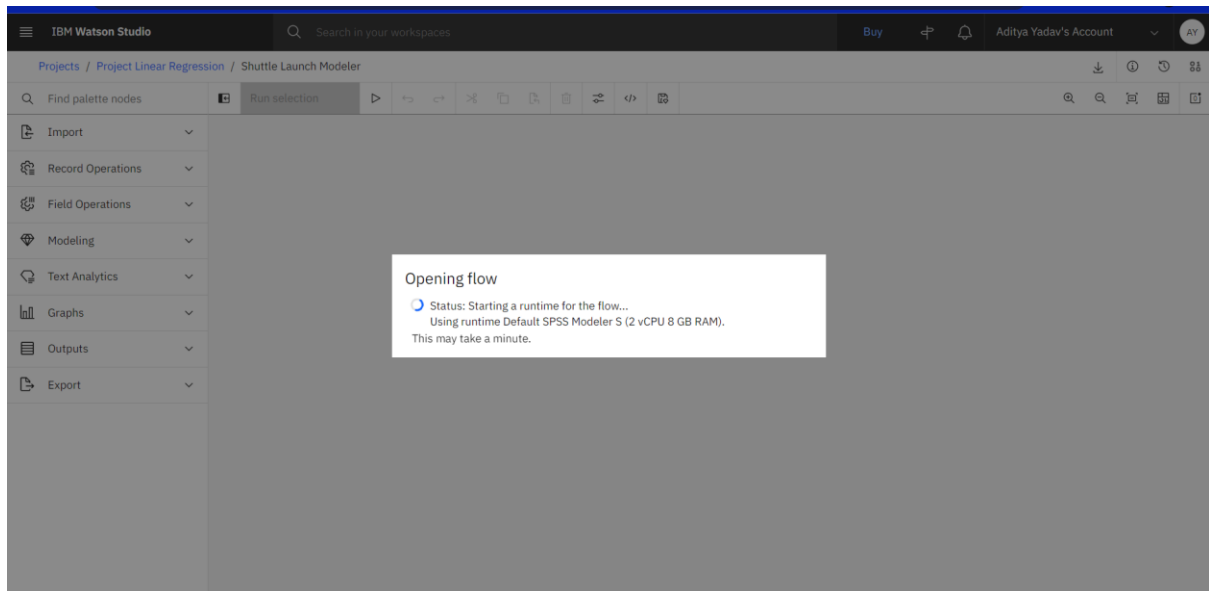 IBM Watson Studio
Search in your workspaces
Buy
Aditya Yadav's Account
AY
Projects / Project Linear Regression / Shuttle Launch Modeler
Find palette nodes
Run selection
Import
Record Operations
Field Operations
Modeling
Text Analytics
Graphs
Outputs
Export
Opening flow
Status: Starting a runtime for the flow...
Using runtime Default SPSS Modeler S (2 vCPU 8 GB RAM).
This may take a minute.